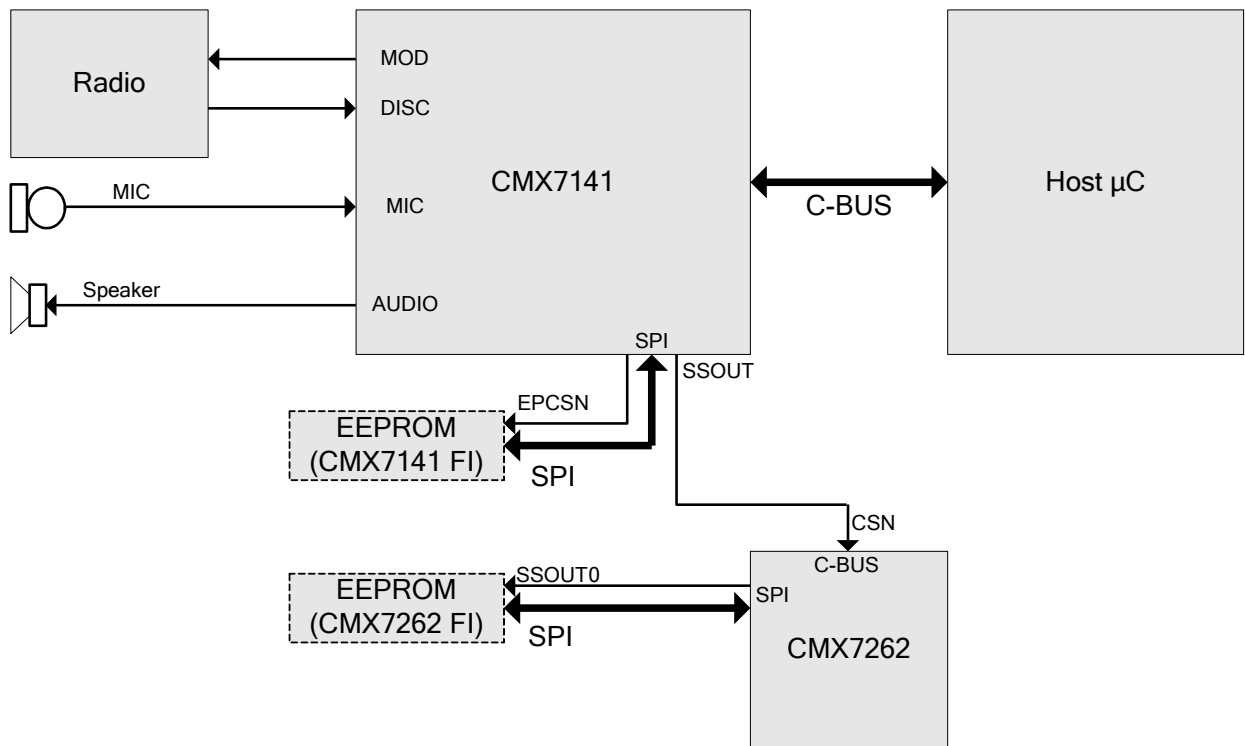 Radio
MOD
DISC
CMX7141
Host µC
C-BUS
MIC
MIC
Speaker
AUDIO
SPI
SSOUT
EPCSN
EEPROM
(CMX7141 FI)
SPI
CSN
C-BUS
SSOUT0
EEPROM
(CMX7262 FI)
SPI
SPI
CMX7262